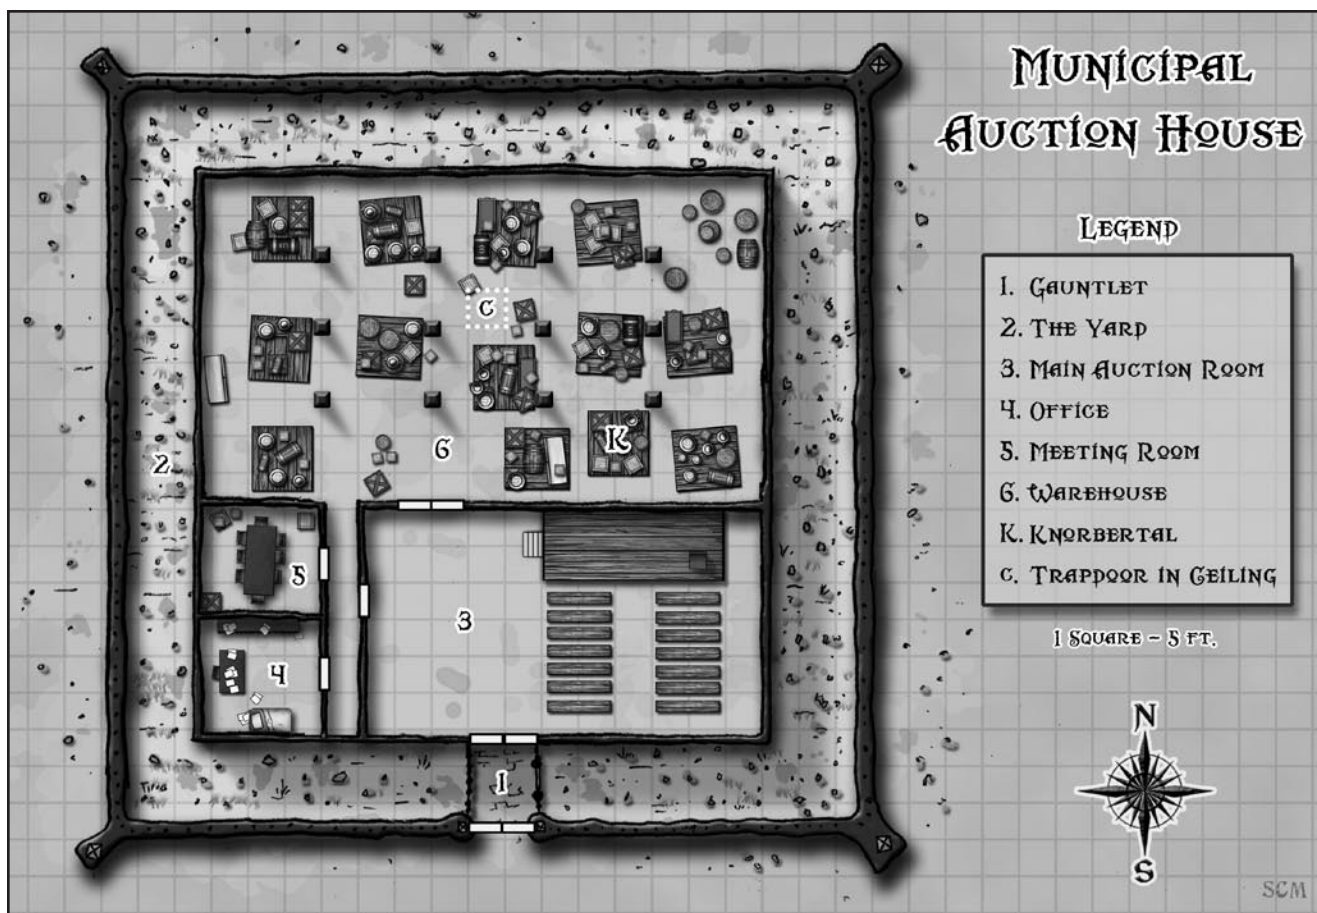 Municipal
Auction House
Legend
1. Gauntlet
2. The Yard
3. Main Auction Room
4. Office
5. Meeting Room
6. Warehouse
K. Knorbertal
C. Trapdoor in Ceiling
1 Square – 5 ft.
C
K
6
2
5
3
4
1
N
S
SCM